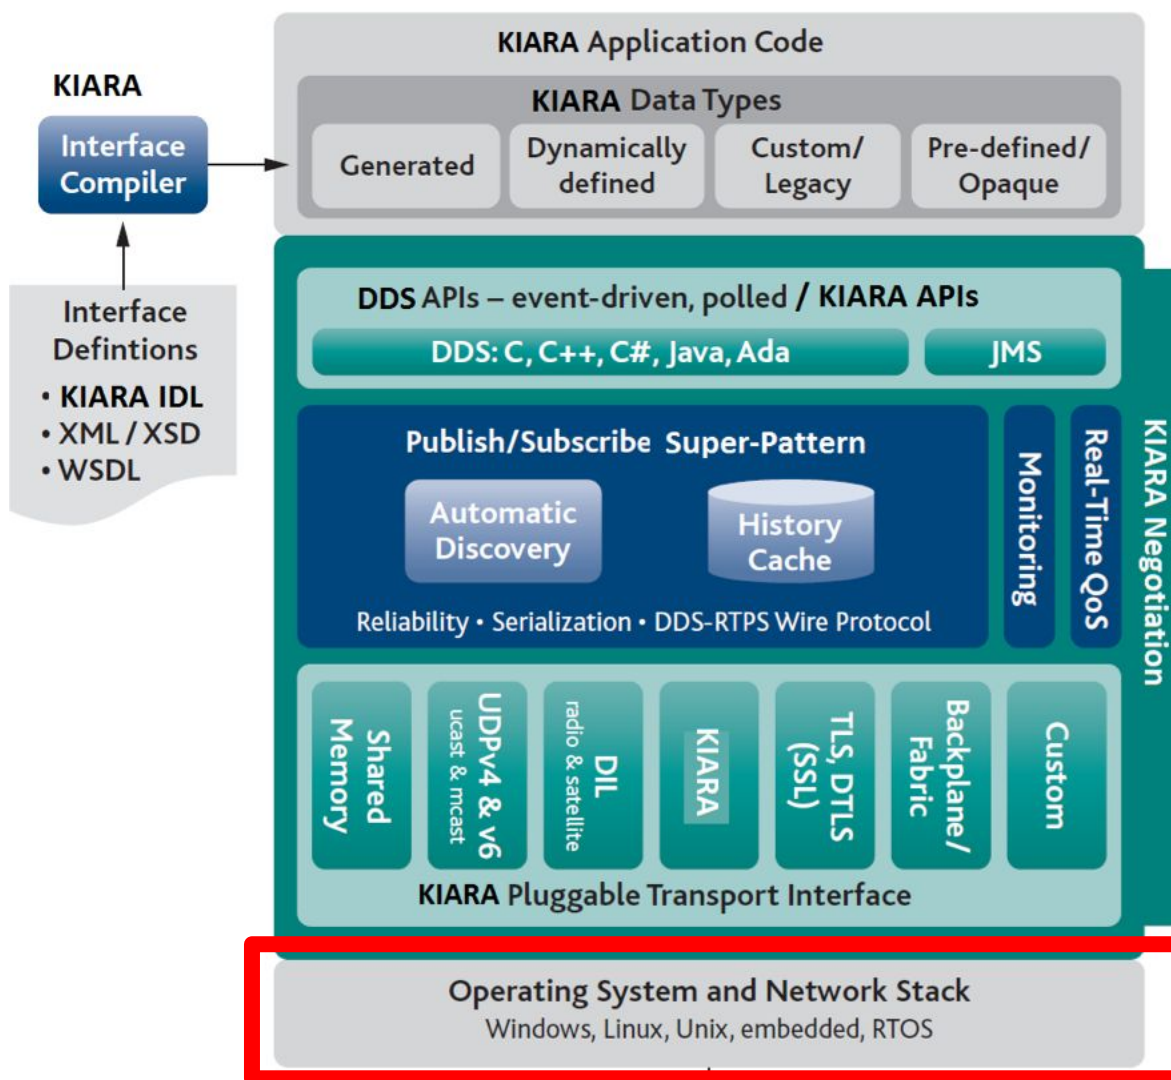 KIARA Application Code
KIARA
KIARA Data Types
Interface
Compiler
Generated
Dynamically
defined
Custom/
Legacy
Pre-defined/
Opaque
Interface
Defintions
• KIARA IDL
• XML / XSD
• WSDL
DDS APIs – event-driven, polled / KIARA APIs
DDS: C, C++, C#, Java, Ada
JMS
Publish/Subscribe Super-Pattern
Automatic
Discovery
History
Cache
Reliability • Serialization • DDS-RTPS Wire Protocol
Monitoring
Real-Time QoS
KIARA Negotiation
Shared
Memory
UDPv4 & v6
ucast & mcast
DIL
radio & satellite
KIARA
TLS, DTLS
(SSL)
Backplane/
Fabric
Custom
KIARA Pluggable Transport Interface
Operating System and Network Stack
Windows, Linux, Unix, embedded, RTOS